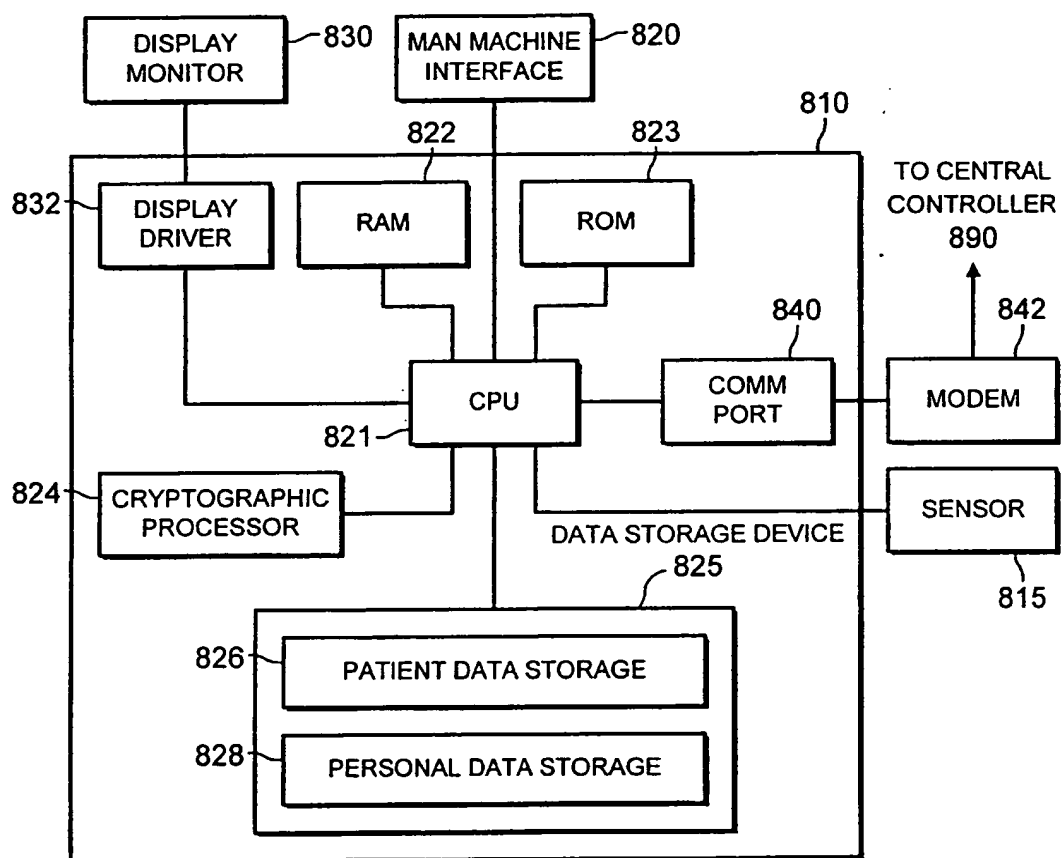 DISPLAY
MONITOR
830
MAN MACHINE
INTERFACE
820
810
822
823
832
DISPLAY
DRIVER
RAM
ROM
TO CENTRAL
CONTROLLER
890
840
842
CPU
821
COMM
PORT
MODEM
824
CRYPTOGRAPHIC
PROCESSOR
SENSOR
815
DATA STORAGE DEVICE
825
826
PATIENT DATA STORAGE
828
PERSONAL DATA STORAGE